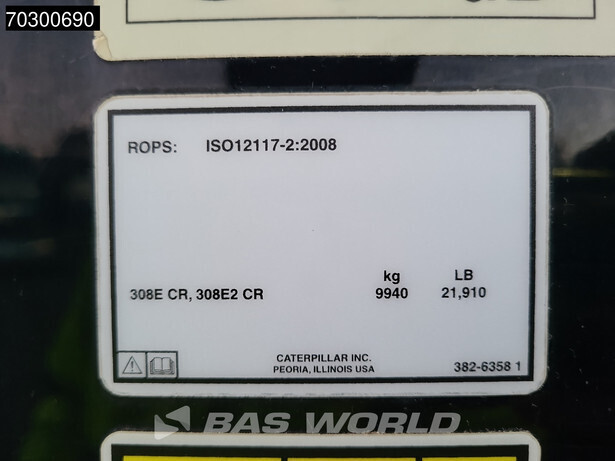 70300690
ROPS: ISO12117-2:2008
kg LB
308E CR, 308E2 CR 9940 21,910
CATERPILLAR INC.
PEORIA, ILLINOIS USA
382-6358 1
BAS WORLD